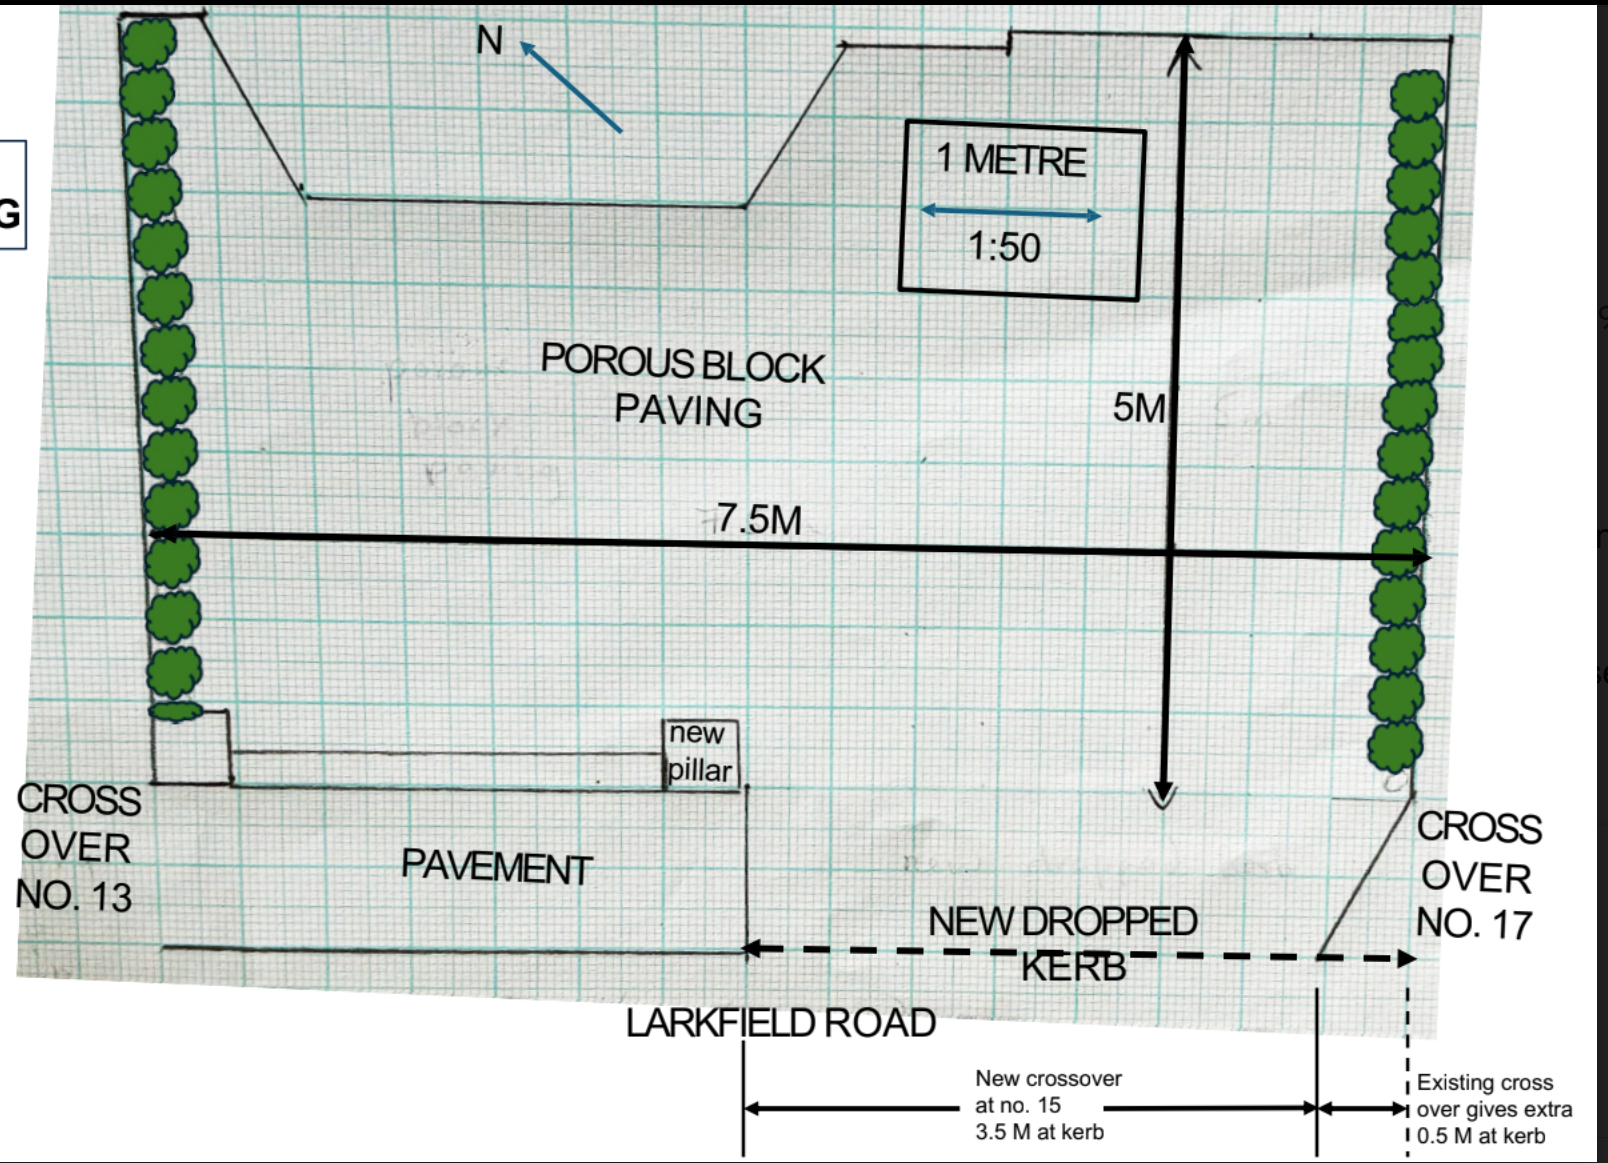 N
G
1 METRE
1:50
POROUS BLOCK
PAVING
5M
7.5M
new
pillar
CROSS
OVER
NO. 13
PAVEMENT
CROSS
OVER
NO. 17
NEW DROPPED
KERB
LARKFIELD ROAD
New crossover
at no. 15
3.5 M at kerb
Existing cross
over gives extra
0.5 M at kerb